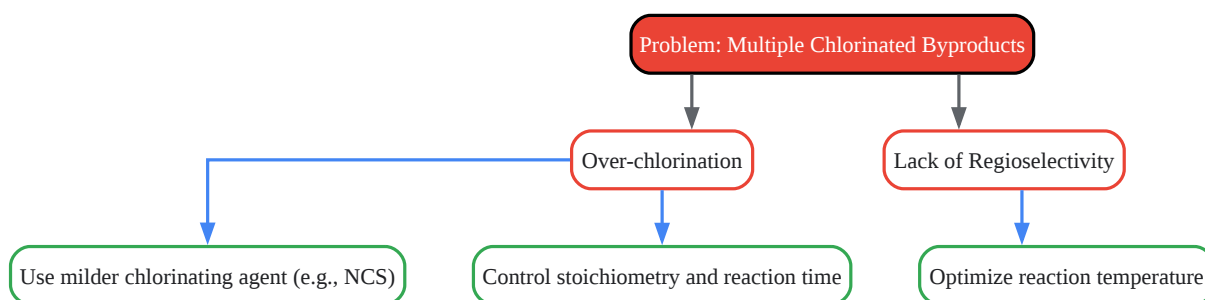 Problem: Multiple Chlorinated Byproducts
Over-chlorination
Lack of Regioselectivity
Use milder chlorinating agent (e.g., NCS)
Control stoichiometry and reaction time
Optimize reaction temperature